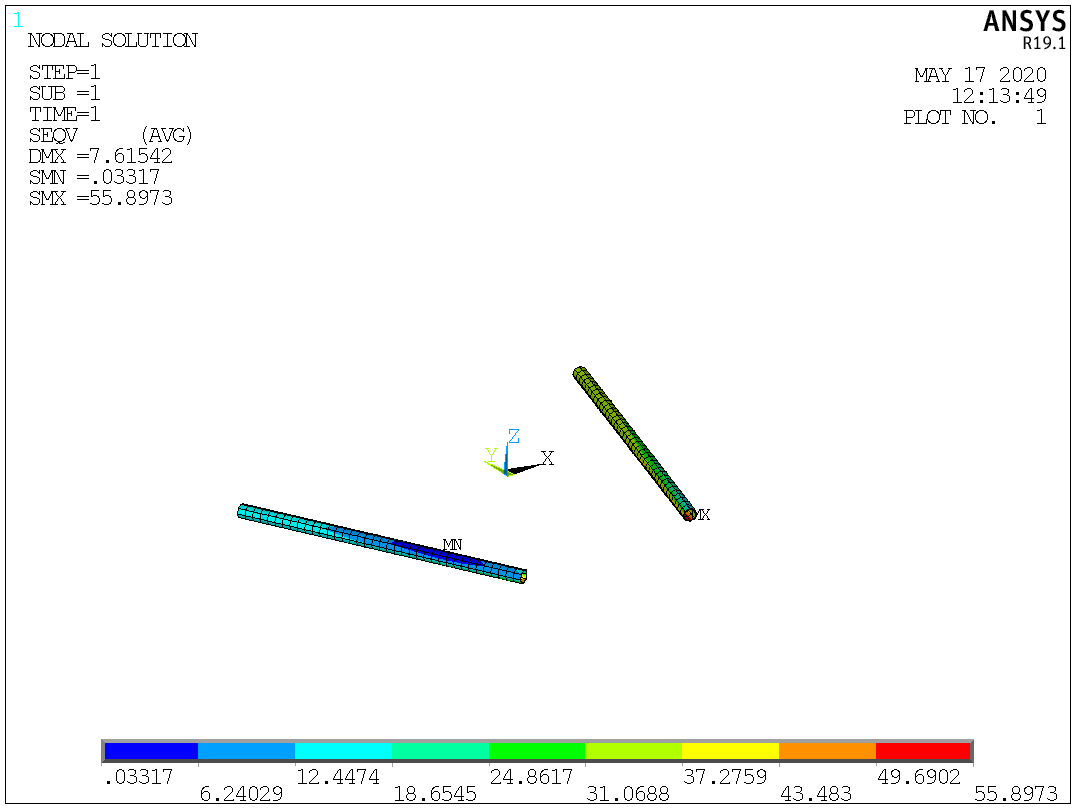 1
ANSYS
R19.1
NODAL SOLUTION
STEP=1
SUB =1
TIME=1
SEQV (AVG)
DMX =7.61542
SMN =.03317
SMX =55.8973
MAY 17 2020
12:13:49
PLOT NO. 1
Z
Y
X
MX
MN
.03317 12.4474 24.8617 37.2759 49.6902
6.24029 18.6545 31.0688 43.483 55.8973